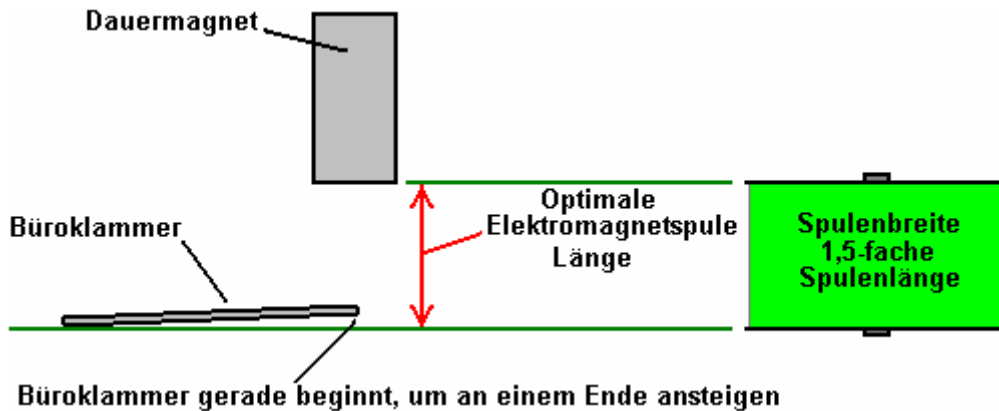 Dauermagnet
Büroklammer
Optimale
Elektromagnetspule
Länge
Spulenbreite
1,5-fache
Spulenlänge
Büroklammer gerade beginnt, um an einem Ende ansteigen